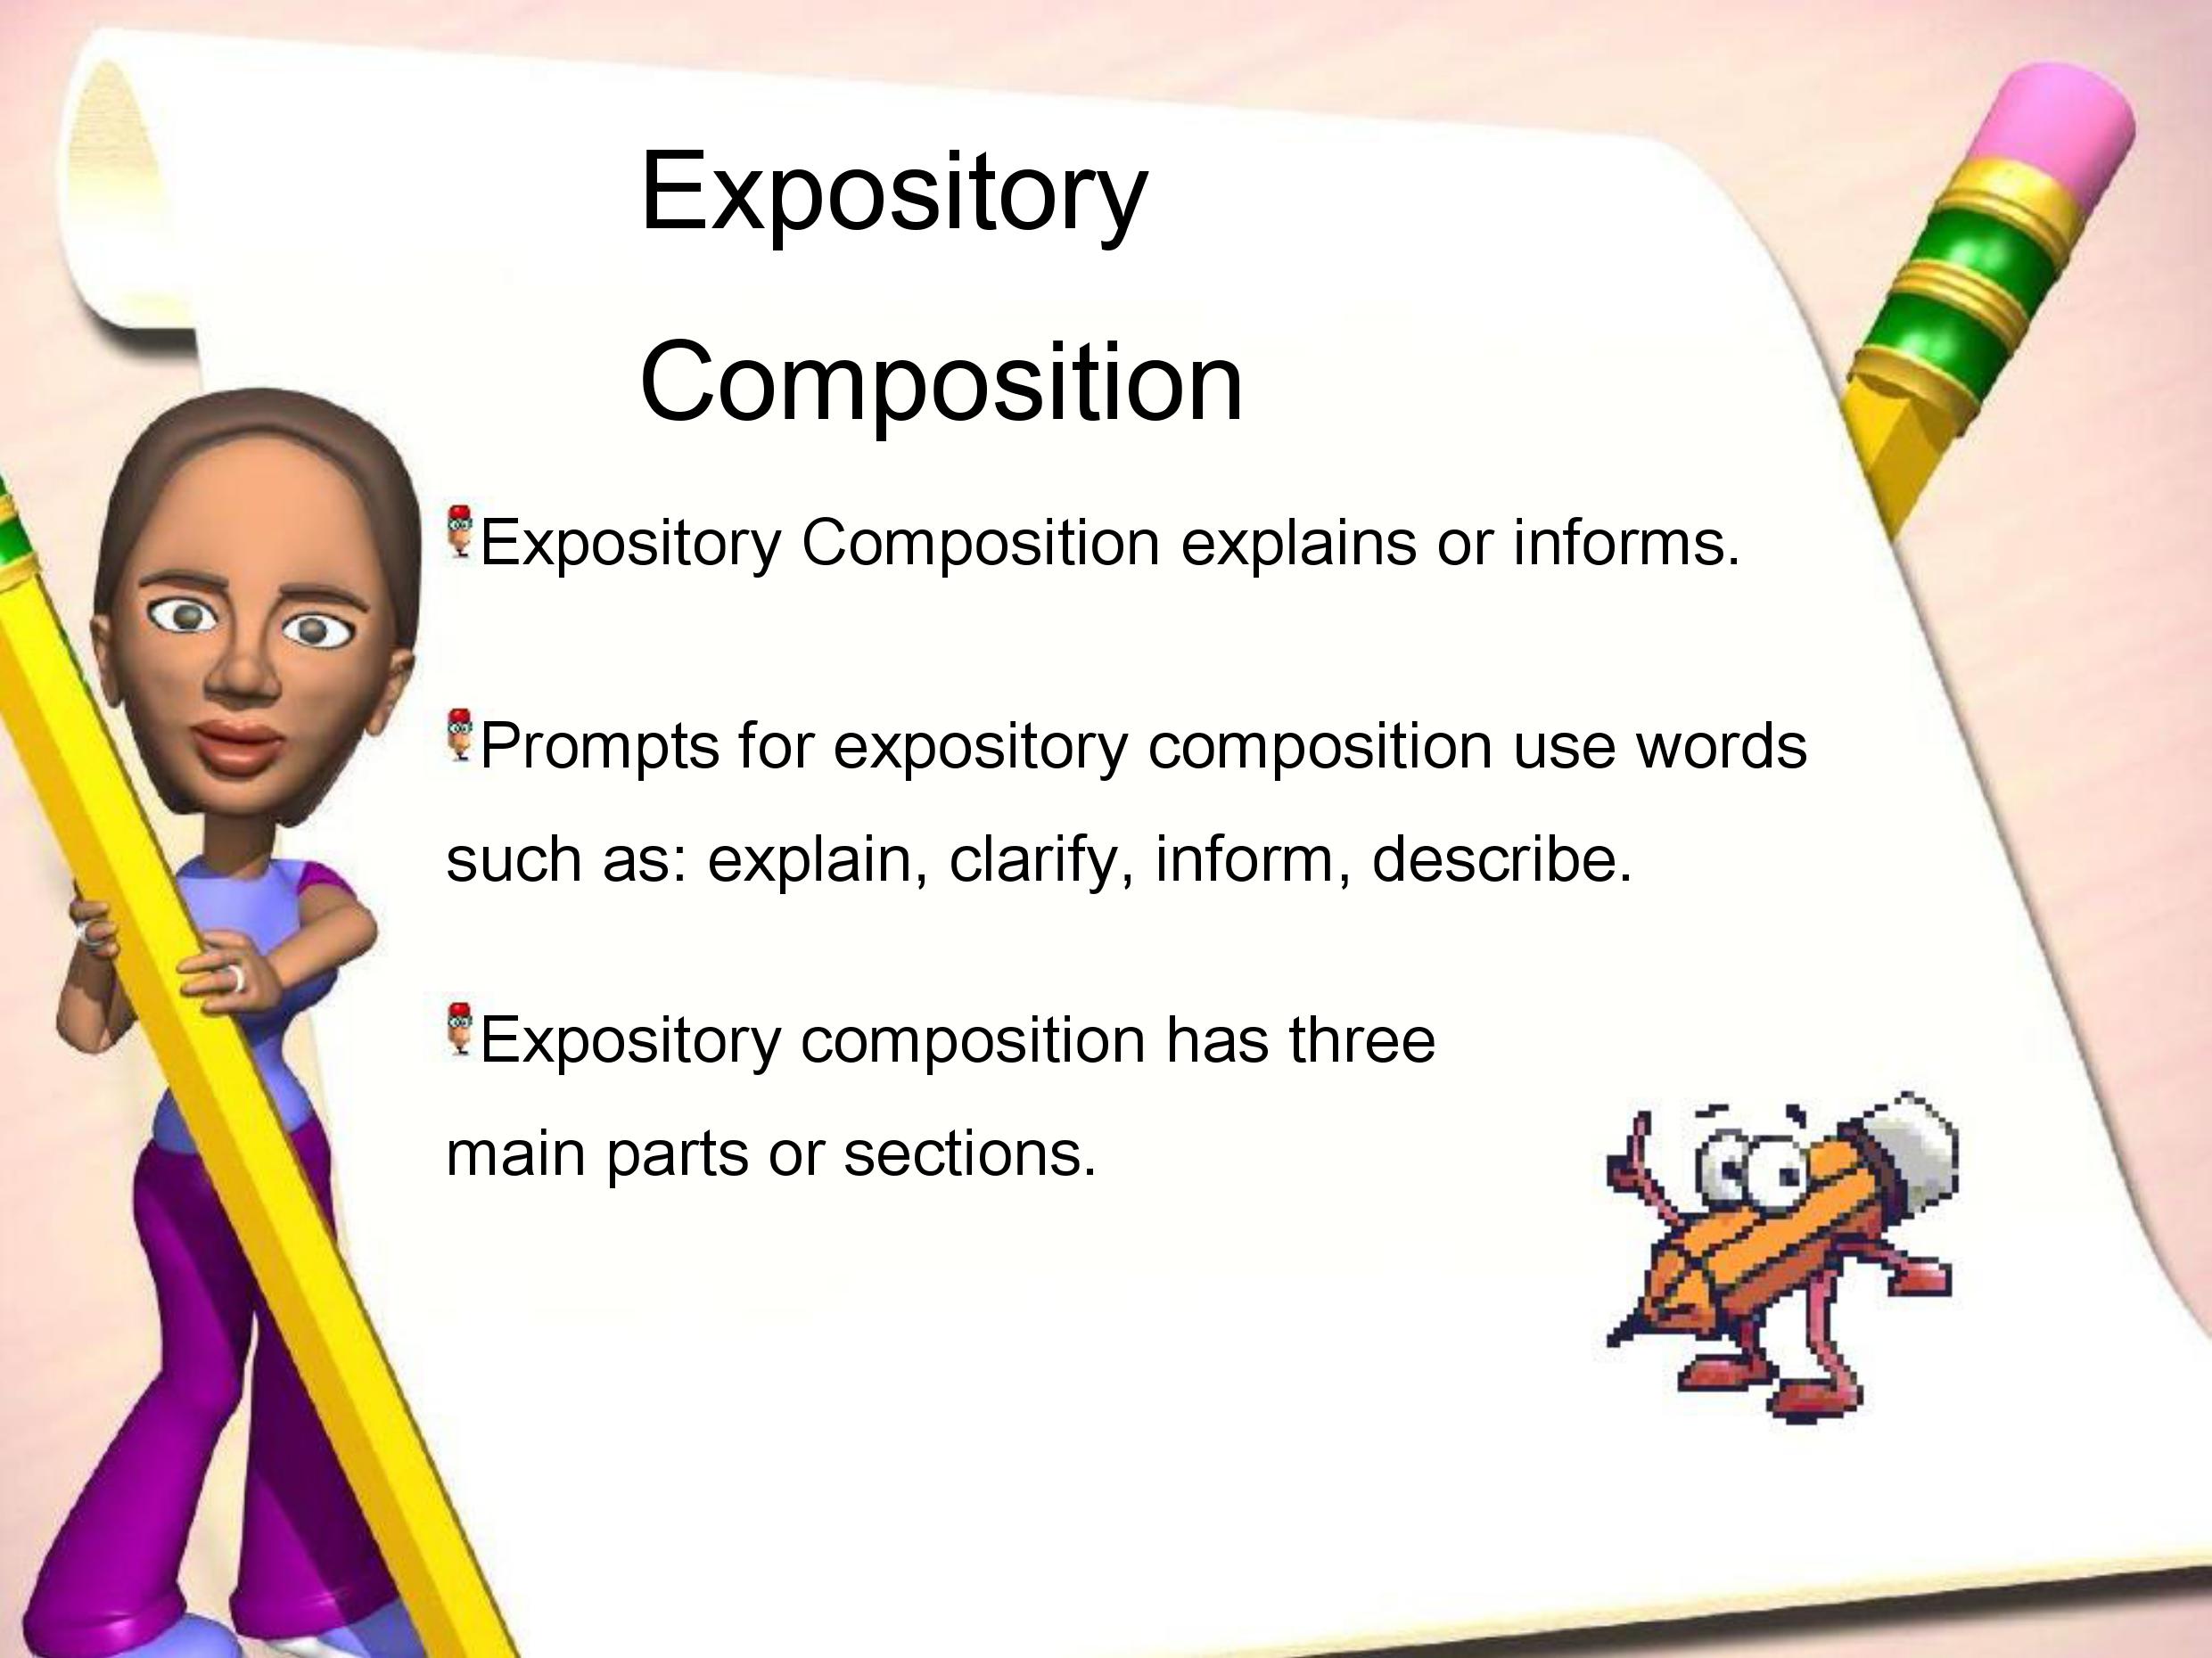 Expository
Composition
Expository Composition explains or informs.
Prompts for expository composition use words
such as: explain, clarify, inform, describe.
Expository composition has three
main parts or sections.